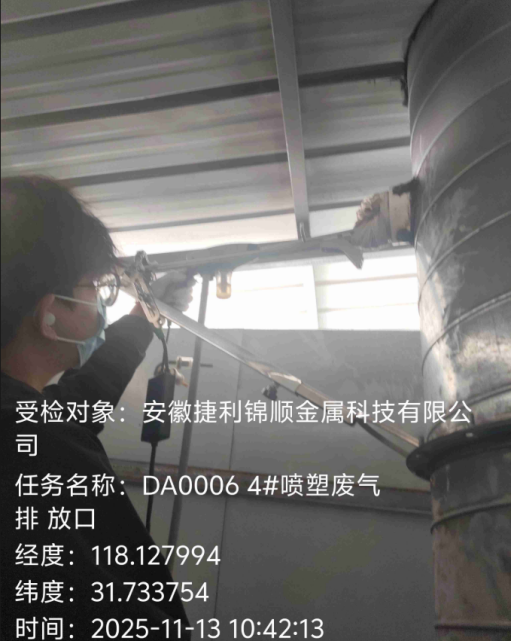 受检对象：安徽捷利锦顺金属科技有限公
司
任务名称：DA0006 4#喷塑废气
排 放口
经度：118.127994
纬度：31.733754
时间：2025-11-13 10:42:13